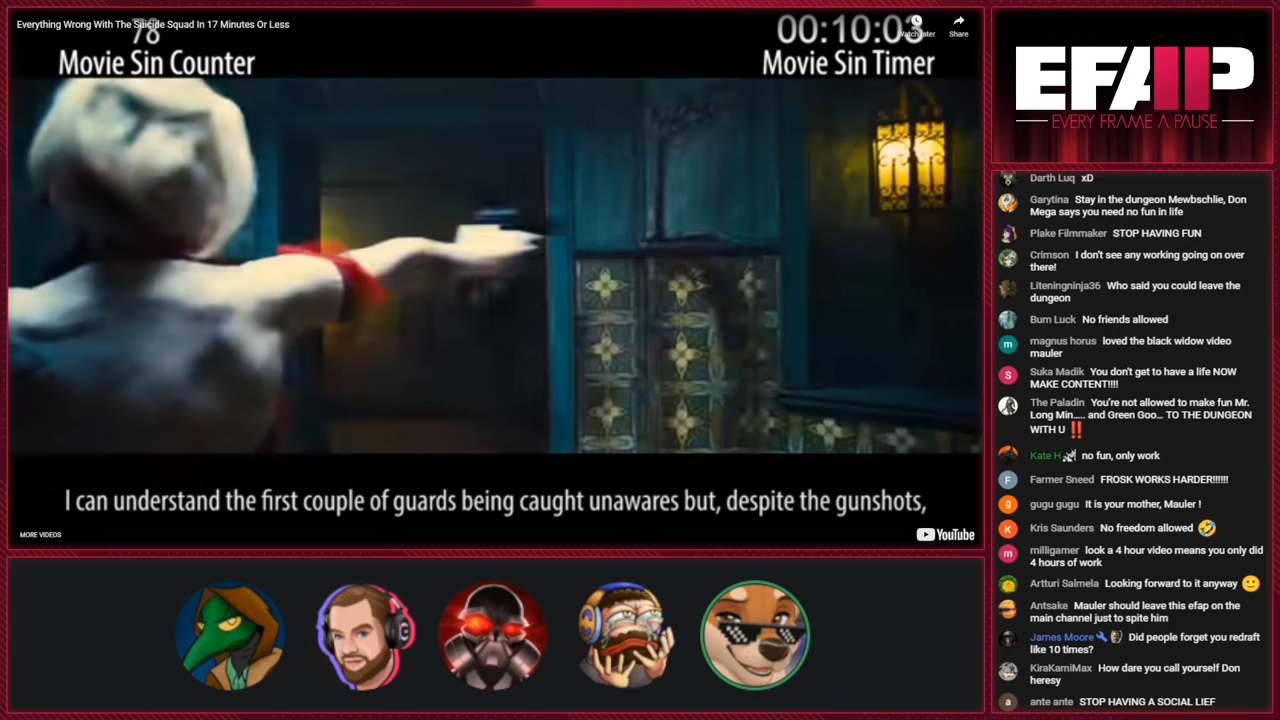 Everything Wrong With The Suicide Squad In 17 Minutes Or Less
78
Movie Sin Counter
00:10:03
Movie Sin Timer
Watch later
Share
I can understand the first couple of guards being caught unawares but, despite the gunshots,
MORE VIDEOS
YouTube
EFAP
EVERY FRAME A PAUSE
Darth Luq xD
Garytina Stay in the dungeon Mewbschlie, Don
Mega says you need no fun in life
Plake Filmmaker STOP HAVING FUN
Crimson I don't see any working going on over
there!
Liteningninja36 Who said you could leave the
dungeon
Bum Luck No friends allowed
m
magnus horus loved the black widow video
mauler
S
Suka Madik You don't get to have a life NOW
MAKE CONTENT!!!!
The Paladin You're not allowed to make fun Mr.
Long Min..... and Green Goo... TO THE DUNGEON
WITH U ‼️
Kate H no fun, only work
F
Farmer Sneed FROSK WORKS HARDER!!!!!!
g
gugu gugu It is your mother, Mauler !
K
Kris Saunders No freedom allowed 🤣
m
milligamer look a 4 hour video means you only did
4 hours of work
Artturi Salmela Looking forward to it anyway 🙂
Antsake Mauler should leave this efap on the
main channel just to spite him
James Moore Did people forget you redraft
like 10 times?
KiraKamiMax How dare you call yourself Don
heresy
a
ante ante STOP HAVING A SOCIAL LIEF